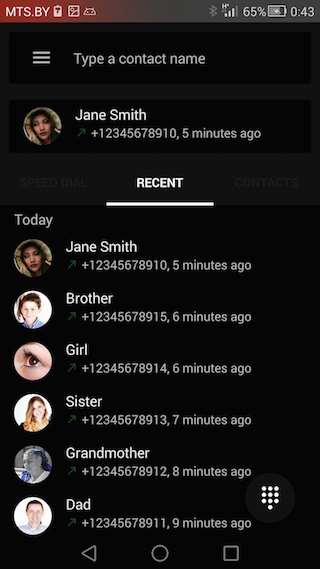 MTS.BY 65% 0:43
Type a contact name
Jane Smith
+12345678910, 5 minutes ago
SPEED DIAL RECENT CONTACTS
Today
Jane Smith
+12345678910, 5 minutes ago
Brother
+12345678915, 6 minutes ago
Girl
+12345678914, 6 minutes ago
Sister
+12345678913, 7 minutes ago
Grandmother
+12345678912, 8 minutes ago
Dad
+12345678911, 9 minutes ago